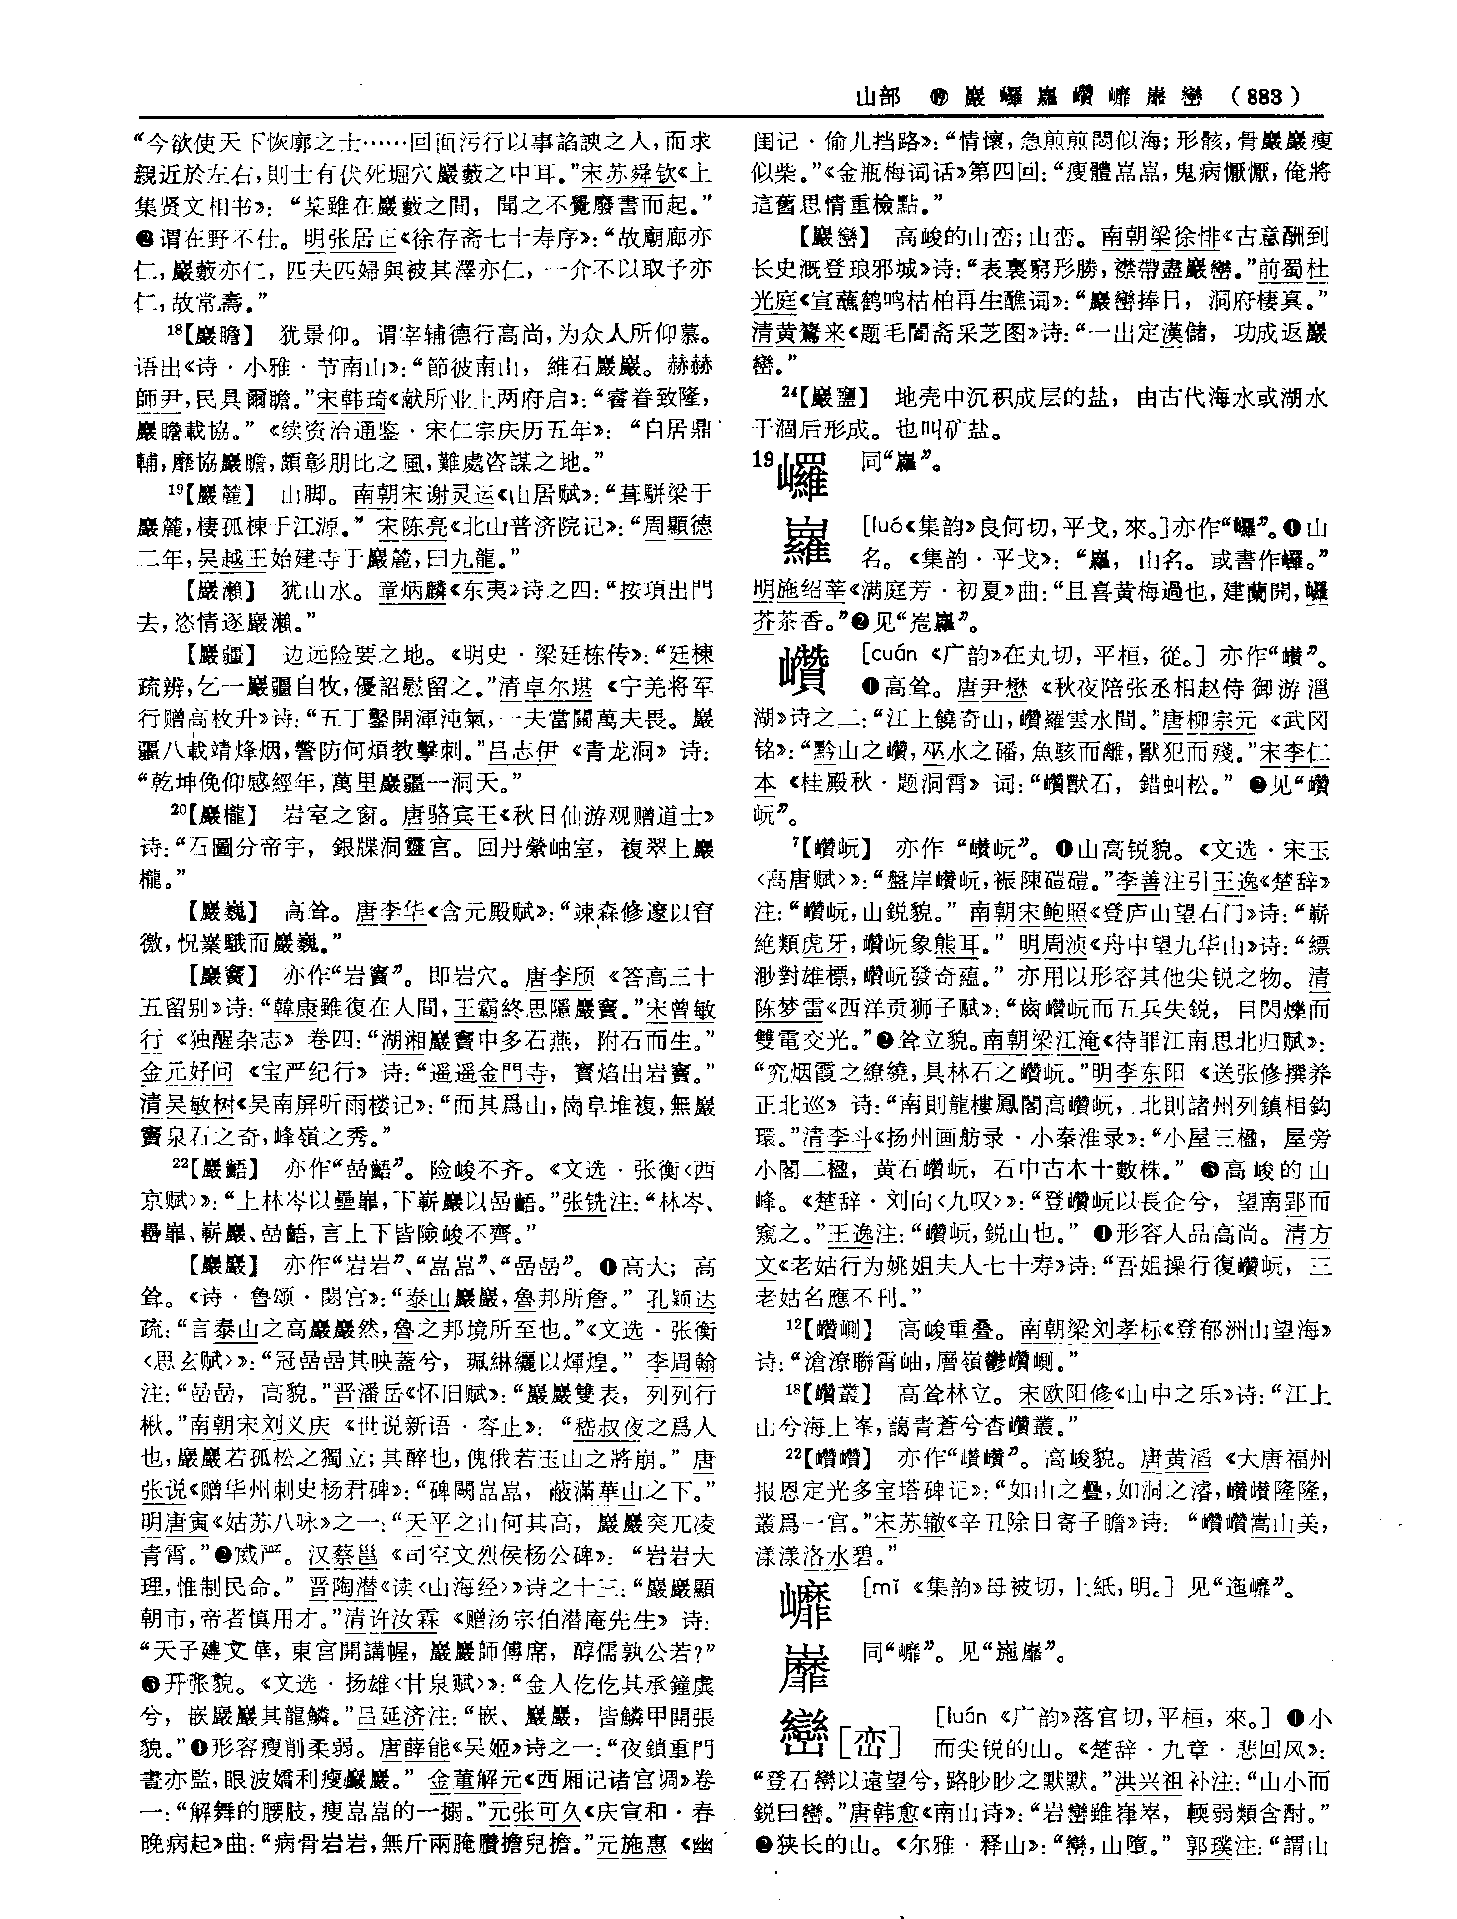 山部 ⑲ 巖 㘄 㘁 巑 㠧 巒 （883）
“今欲使天下恢廓之士……回面污行以事諂諛之人，而求
親近於左右，則士有伏死堀穴巖藪之中耳。”宋苏舜钦《上
集贤文相书》：“某雖在巖藪之間，聞之不覺廢書而起。”
❷谓在野不仕。明张居正《徐存斋七十寿序》：“故廟廊亦
仁，巖藪亦仁，匹夫匹婦與被其澤亦仁，一介不以取予亦
仁，故常壽。”
18【巖瞻】 犹景仰。谓宰辅德行高尚，为众人所仰慕。
语出《诗·小雅·节南山》：“節彼南山，維石巖巖。赫赫
師尹，民具爾瞻。”宋韩琦《献所业上两府启》：“睿眷致隆，
巖瞻載協。”《续资治通鉴·宋仁宗庆历五年》：“自居鼎
輔，靡協巖瞻，頗彰朋比之風，難處咨謀之地。”
19【巖麓】 山脚。南朝宋谢灵运《山居赋》：“葺駢梁于
巖麓，棲孤棟于江源。”宋陈亮《北山普济院记》：“周顯德
二年，吴越王始建寺于巖麓，曰九龍。”
【巖瀨】 犹山水。章炳麟《东夷》诗之四：“按項出門
去，恣情逐巖瀨。”
【巖疆】 边远险要之地。《明史·梁廷栋传》：“廷棟
疏辨，乞一巖疆自牧，優詔慰留之。”清卓尔堪《宁羌将军
行赠高枚升》诗：“五丁鑿開渾沌氣，一夫當關萬夫畏。巖
疆八載靖烽烟，警防何煩教擊刺。”吕志伊《青龙洞》诗：
“乾坤俛仰感經年，萬里巖疆一洞天。”
20【巖櫳】 岩室之窗。唐骆宾王《秋日仙游观赠道士》
诗：“石圖分帝宇，銀牒洞靈宫。回丹縈岫室，複翠上巖
櫳。”
【巖巍】 高耸。唐李华《含元殿赋》：“竦森修邃以窅
微，怳嶪駊而巖巍。”
【巖竇】 亦作“岩竇”。即岩穴。唐李颀《答高三十
五留别》诗：“韓康雖復在人間，王霸終思隱巖竇。”宋曾敏
行《独醒杂志》卷四：“湖湘巖竇中多石燕，附石而生。”
金元好问《宝严纪行》诗：“遥遥金門寺，寶焰出岩竇。”
清吴敏树《吴南屏听雨楼记》：“而其爲山，崗阜堆複，無巖
竇泉石之奇，峰嶺之秀。”
22【巖齬】 亦作“嵒齬”。险峻不齐。《文选·张衡〈西
京赋〉》：“上林岑以壘嶵，下嶄巖以嵒齬。”张铣注：“林岑、
壘嶵、嶄巖、嵒齬，言上下皆險峻不齊。”
【巖巖】 亦作“岩岩”、“嵓嵓”、“嵒嵒”。❶高大；高
耸。《诗·鲁颂·閟宫》：“泰山巖巖，魯邦所詹。”孔颖达
疏：“言泰山之高巖巖然，魯之邦境所至也。”《文选·张衡
〈思玄赋〉》：“冠嵒嵒其映蓋兮，珮綝纚以煇煌。”李周翰
注：“嵒嵒，高貌。”晋潘岳《怀旧赋》：“巖巖雙表，列列行
楸。”南朝宋刘义庆《世说新语·容止》：“嵇叔夜之爲人
也，巖巖若孤松之獨立；其醉也，傀俄若玉山之將崩。”唐
张说《赠华州刺史杨君碑》：“碑闕嵓嵓，蔽滿華山之下。”
明唐寅《姑苏八咏》之一：“天平之山何其高，巖巖突兀凌
青霄。”❷威严。汉蔡邕《司空文烈侯杨公碑》：“岩岩大
理，惟制民命。”晋陶潜《读〈山海经〉》诗之十三：“巖巖顯
朝市，帝者慎用才。”清许汝霖《赠汤宗伯潜庵先生》诗：
“天子建文華，東宮開講幄，巖巖師傅席，醇儒孰公若？”
❸开张貌。《文选·扬雄〈甘泉赋〉》：“金人仡仡其承鐘虡
兮，嵌巖巖其龍鱗。”吕延济注：“嵌、巖巖，皆鱗甲開張
貌。”❹形容瘦削柔弱。唐薛能《吴姬》诗之一：“夜鎖重門
晝亦監，眼波嬌利瘦巖巖。”金董解元《西厢记诸宫调》卷
一：“解舞的腰肢，瘦嵓嵓的一搦。”元张可久《庆宣和·春
晚病起》曲：“病骨岩岩，無斤兩腌臢擔兒擔。”元施惠《幽
闺记·偷儿挡路》：“情懷，急煎煎悶似海；形骸，骨巖巖瘦
似柴。”《金瓶梅词话》第四回：“瘦體嵓嵓，鬼病懨懨，俺將
這舊思情重檢點。”
【巖巒】 高峻的山峦；山峦。南朝梁徐悱《古意酬到
长史溉登琅邪城》诗：“表裏窮形勝，襟帶盡巖巒。”前蜀杜
光庭《宣醮鹤鸣枯柏再生醮词》：“巖巒捧日，洞府棲真。”
清黄鷟来《题毛闇斋采芝图》诗：“一出定漢儲，功成返巖
巒。”
24【巖鹽】 地壳中沉积成层的盐，由古代海水或湖水
干涸后形成。也叫矿盐。
[luó《集韵》良何切，平戈，來。]亦作“㘄”。❶山
名。《集韵·平戈》：“㘁，山名。或書作㘄。”
明施绍莘《满庭芳·初夏》曲：“且喜黄梅過也，建蘭開，㘄
芥茶香。”
巑 [cuán《广韵》在丸切，平桓，從。]亦作“巑”。
❶高耸。唐尹懋《秋夜陪张丞相赵侍御游㴩
湖》诗之二：“江上饒奇山，巑羅雲水間。”唐柳宗元《武冈
铭》：“黔山之巑，巫水之磻，魚駭而離，獸犯而殘。”宋李仁
本《桂殿秋·题洞霄》词：“巑獸石，錯虯松。”❷见“巑
岏”。
7【巑岏】 亦作“巑岏”。❶山高锐貌。《文选·宋玉
〈高唐赋〉》：“盤岸巑岏，裖陳磑磑。”李善注引王逸《楚辞》
注：“巑岏，山鋭貌。”南朝宋鲍照《登庐山望石门》诗：“嶄
絶類虎牙，巑岏象熊耳。”明周浈《舟中望九华山》诗：“縹
渺對雄標，巑岏發奇藴。”亦用以形容其他尖锐之物。清
陈梦雷《西洋贡狮子赋》：“齒巑岏而五兵失鋭，目閃爍而
雙電交光。”❷耸立貌。南朝梁江淹《待罪江南思北归赋》：
“究烟霞之繚繞，具林石之巑岏。”明李东阳《送张修撰养
正北巡》诗：“南則龍樓鳳閣高巑岏，北則諸州列鎮相鈎
環。”清李斗《扬州画舫录·小秦淮录》：“小屋三楹，屋旁
小閣二楹，黄石巑岏，石中古木十數株。”❸高峻的山
峰。《楚辞·刘向〈九叹〉》：“登巑岏以長企兮，望南郢而
窺之。”王逸注：“巑岏，鋭山也。”❹形容人品高尚。清方
文《老姑行为姚姐夫人七十寿》诗：“吾姐操行復巑岏，三
老姑名應不刊。”
12【巑崱】 高峻重叠。南朝梁刘孝标《登郁洲山望海》
诗：“滄潦聯霄岫，層嶺鬱巑崱。”
18【巑叢】 高耸林立。宋欧阳修《山中之乐》诗：“江上
山兮海上峯，藹青蒼兮杳巑叢。”
22【巑巑】 亦作“巑巑”。高峻貌。唐黄滔《大唐福州
报恩定光多宝塔碑记》：“如山之疊，如洞之濬，巑巑隆隆，
叢爲一宫。”宋苏辙《辛丑除日寄子瞻》诗：“巑巑嵩山美，
漾漾洛水碧。”
[mǐ《集韵》母被切，上紙，明。]
巒[峦] [luán《广韵》落官切，平桓，來。]❶小
而尖锐的山。《楚辞·九章·悲回风》：
“登石巒以遠望兮，路眇眇之默默。”洪兴祖补注：“山小而
鋭曰巒。”唐韩愈《南山诗》：“岩巒雖嵂崒，輭弱類含酎。”
❷狭长的山。《尔雅·释山》：“巒，山墮。”郭璞注：“謂山